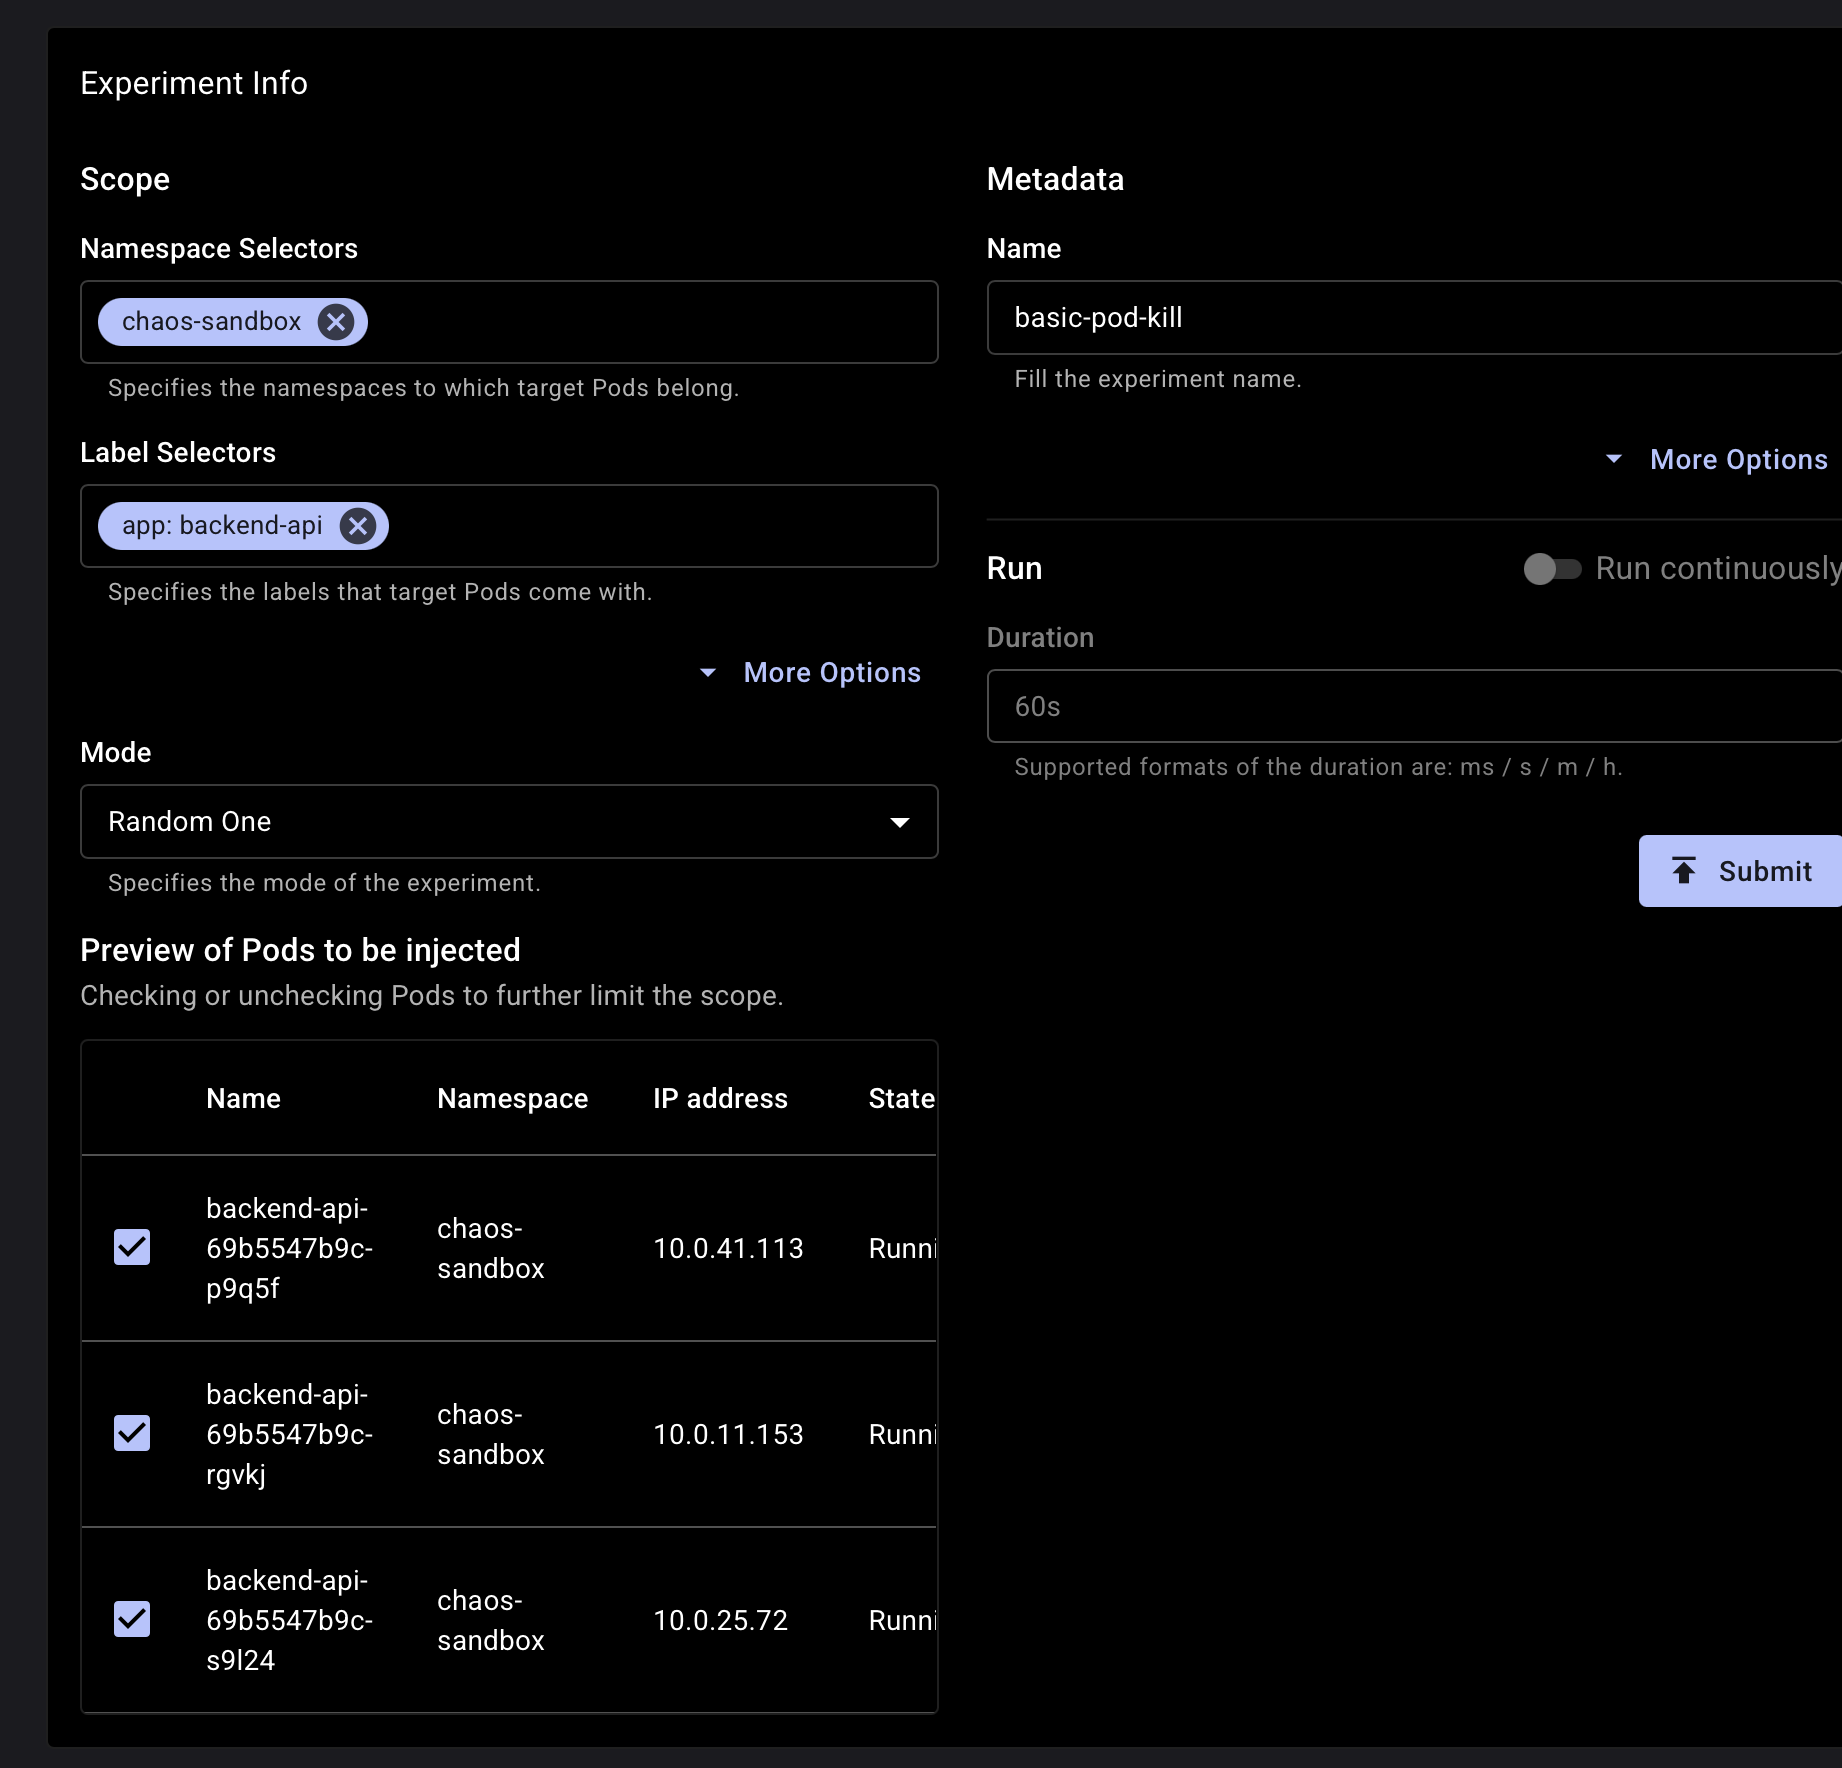 Experiment Info
Scope
Namespace Selectors
chaos-sandbox
Specifies the namespaces to which target Pods belong.
Label Selectors
app: backend-api
Specifies the labels that target Pods come with.
More Options
Mode
Random One
Specifies the mode of the experiment.
Preview of Pods to be injected
Checking or unchecking Pods to further limit the scope.
Name Namespace IP address State
backend-api-
69b5547b9c-
p9q5f
chaos-
sandbox
10.0.41.113
Runni
backend-api-
69b5547b9c-
rgvkj
chaos-
sandbox
10.0.11.153
Runni
backend-api-
69b5547b9c-
s9l24
chaos-
sandbox
10.0.25.72
Runni
Metadata
Name
basic-pod-kill
Fill the experiment name.
More Options
Run
Run continuously
Duration
60s
Supported formats of the duration are: ms / s / m / h.
Submit